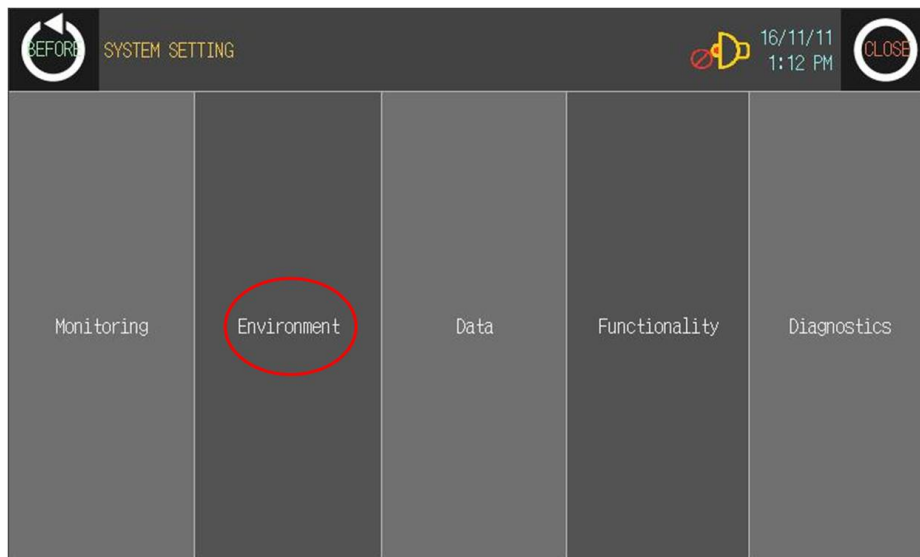 BEFORE
SYSTEM SETTING
16/11/11
1:12 PM
CLOSE
Monitoring
Environment
Data
Functionality
Diagnostics